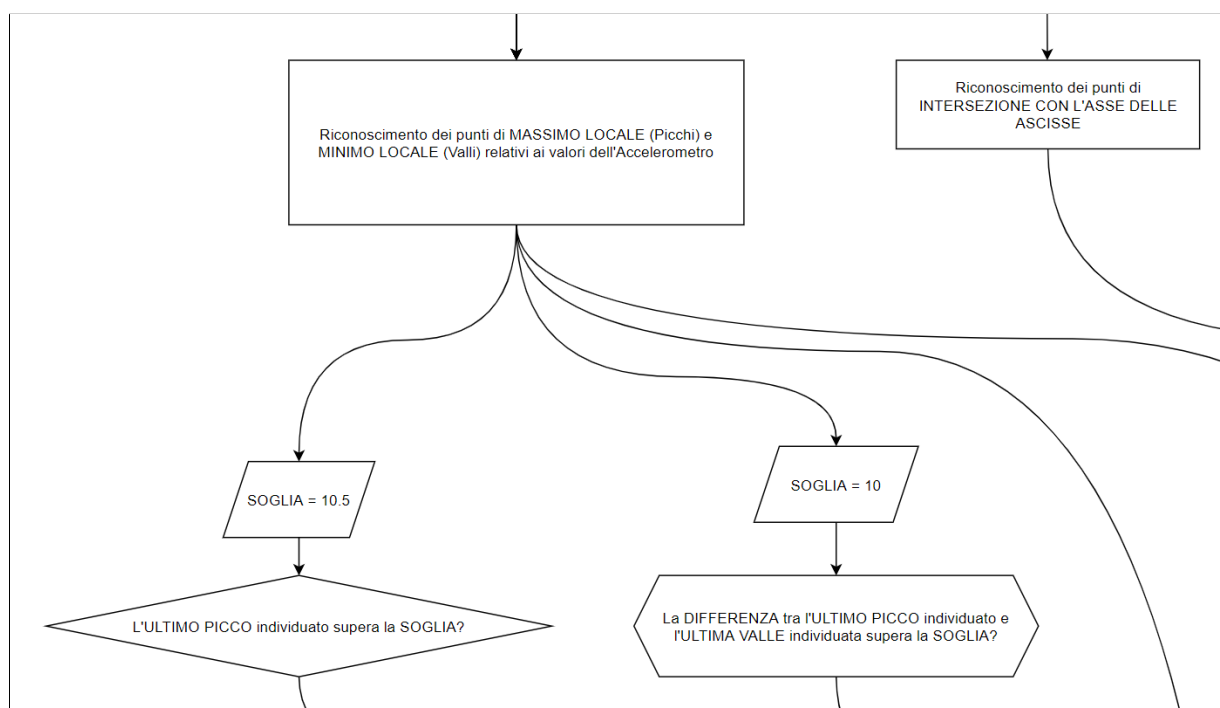 Riconoscimento dei punti di MASSIMO LOCALE (Picchi) e
MINIMO LOCALE (Valli) relativi ai valori dell'Accelerometro
Riconoscimento dei punti di
INTERSEZIONE CON L'ASSE DELLE
ASCISSE
SOGLIA = 10.5
SOGLIA = 10
L'ULTIMO PICCO individuato supera la SOGLIA?
La DIFFERENZA tra l'ULTIMO PICCO individuato e
l'ULTIMA VALLE individuata supera la SOGLIA?